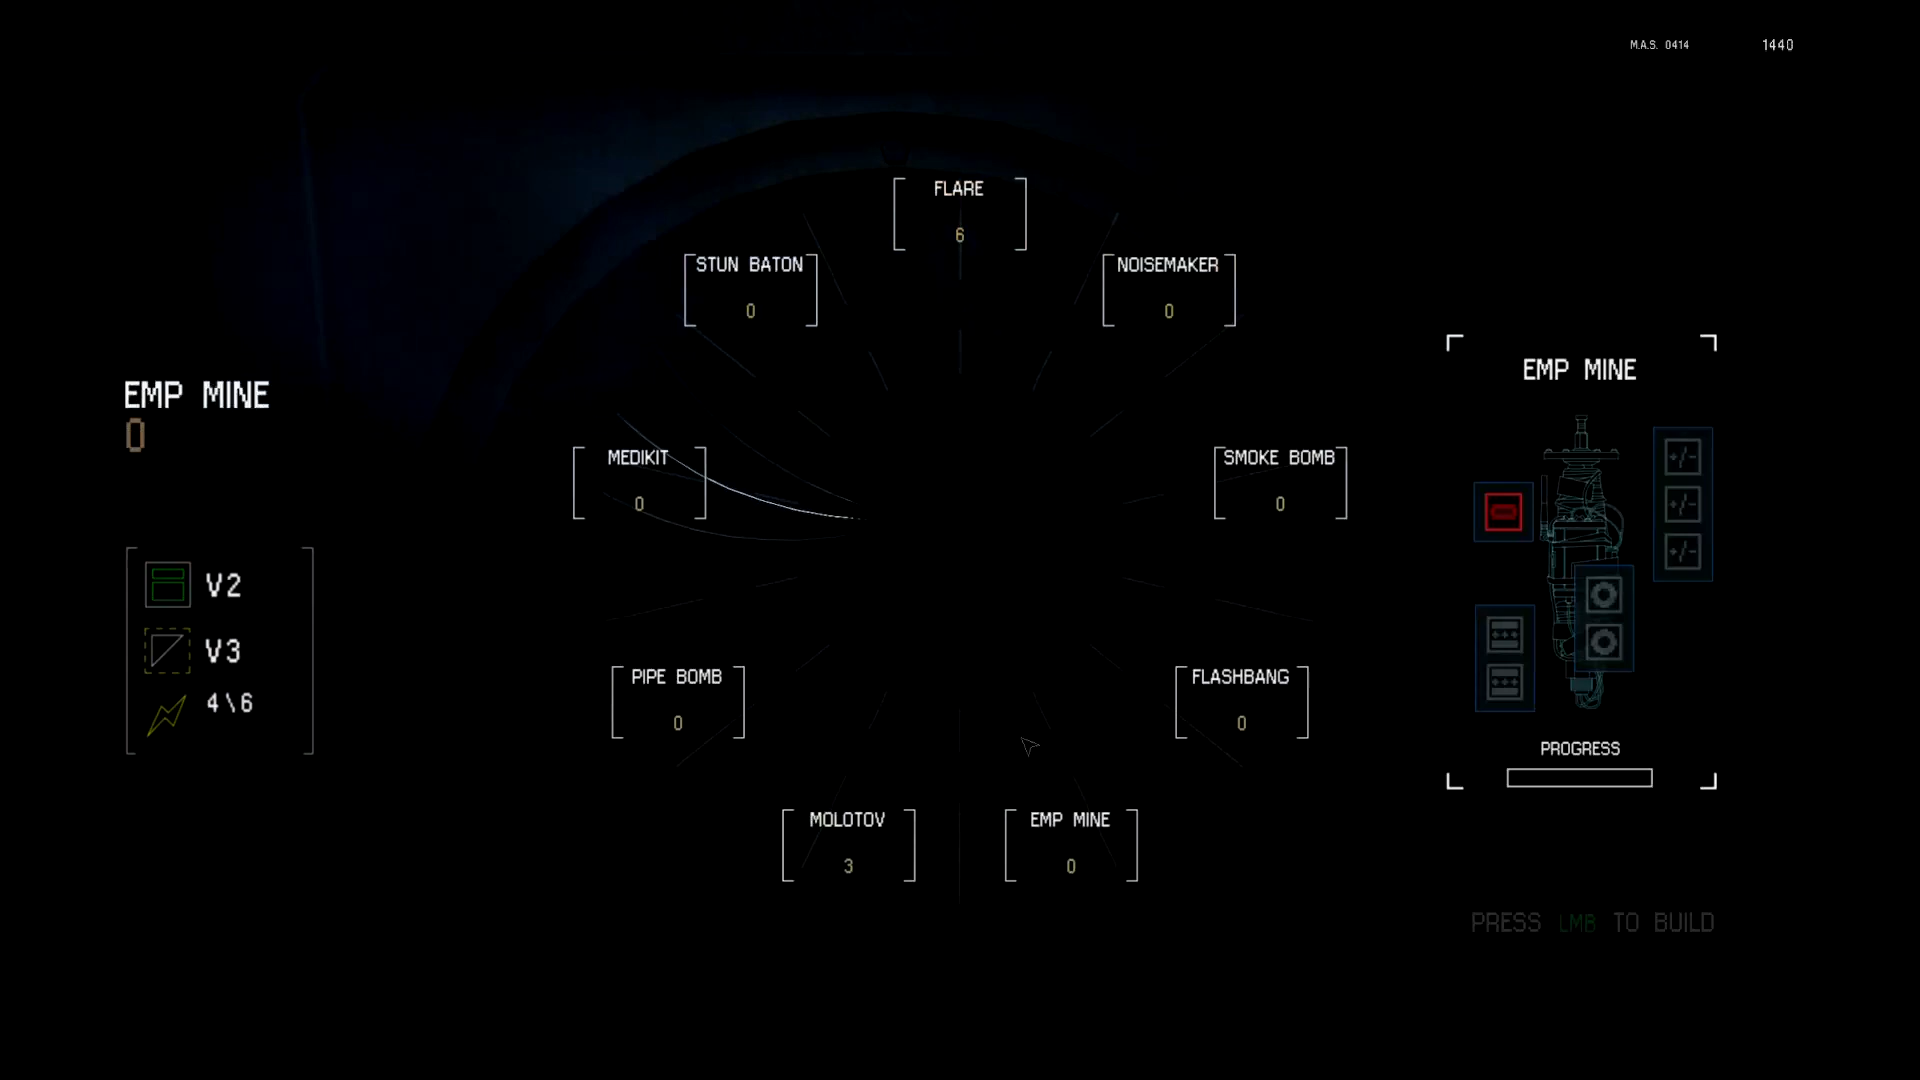 M.A.S. 0414
1440
FLARE
6
STUN BATON
0
NOISEMAKER
0
MEDIKIT
0
SMOKE BOMB
0
PIPE BOMB
0
FLASHBANG
0
MOLOTOV
3
EMP MINE
0
EMP MINE
0
V2
V3
4\6
EMP MINE
+/-
+/-
+/-
PROGRESS
PRESS LMB TO BUILD